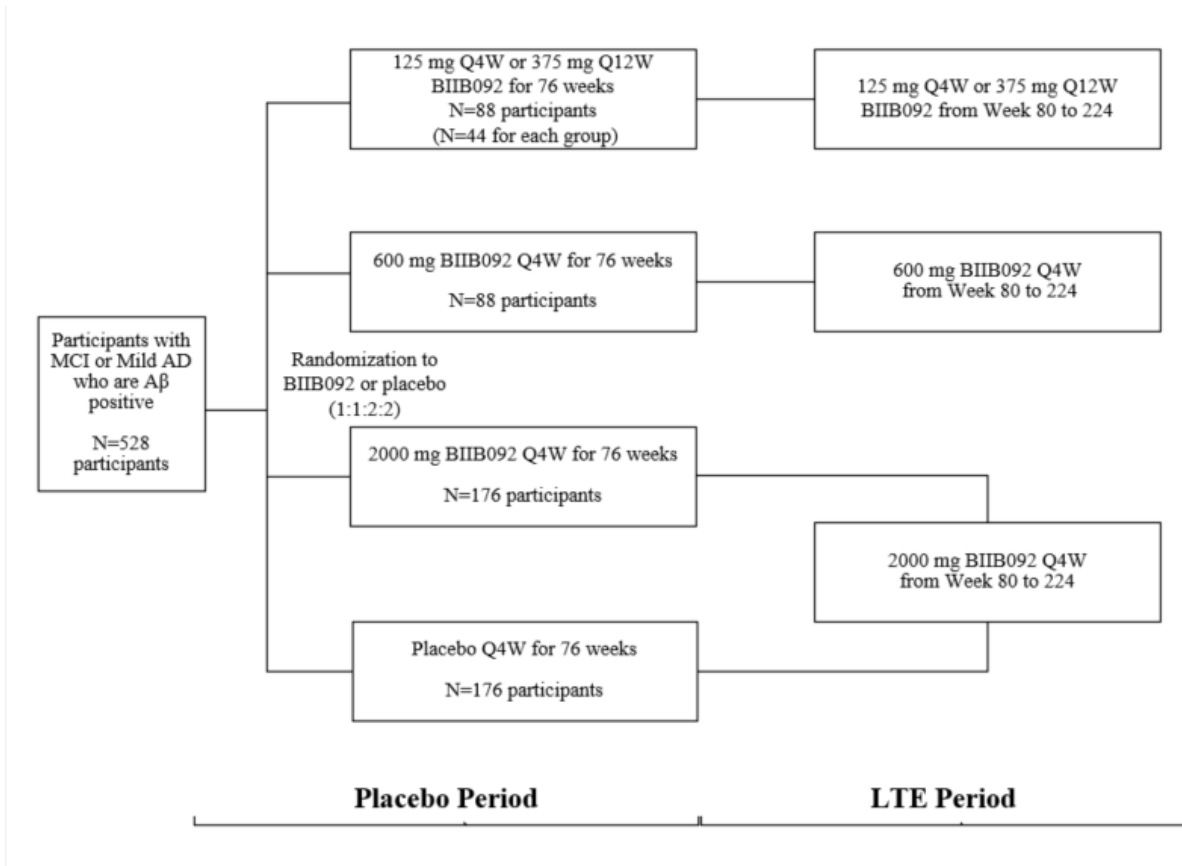 125 mg Q4W or 375 mg Q12W
BIIB092 for 76 weeks
N=88 participants
(N=44 for each group)
125 mg Q4W or 375 mg Q12W
BIIB092 from Week 80 to 224
600 mg BIIB092 Q4W for 76 weeks
N=88 participants
600 mg BIIB092 Q4W
from Week 80 to 224
Participants with
MCI or Mild AD
who are Aβ
positive
N=528
participants
Randomization to
BIIB092 or placebo
(1:1:2:2)
2000 mg BIIB092 Q4W for 76 weeks
N=176 participants
2000 mg BIIB092 Q4W
from Week 80 to 224
Placebo Q4W for 76 weeks
N=176 participants
Placebo Period
LTE Period